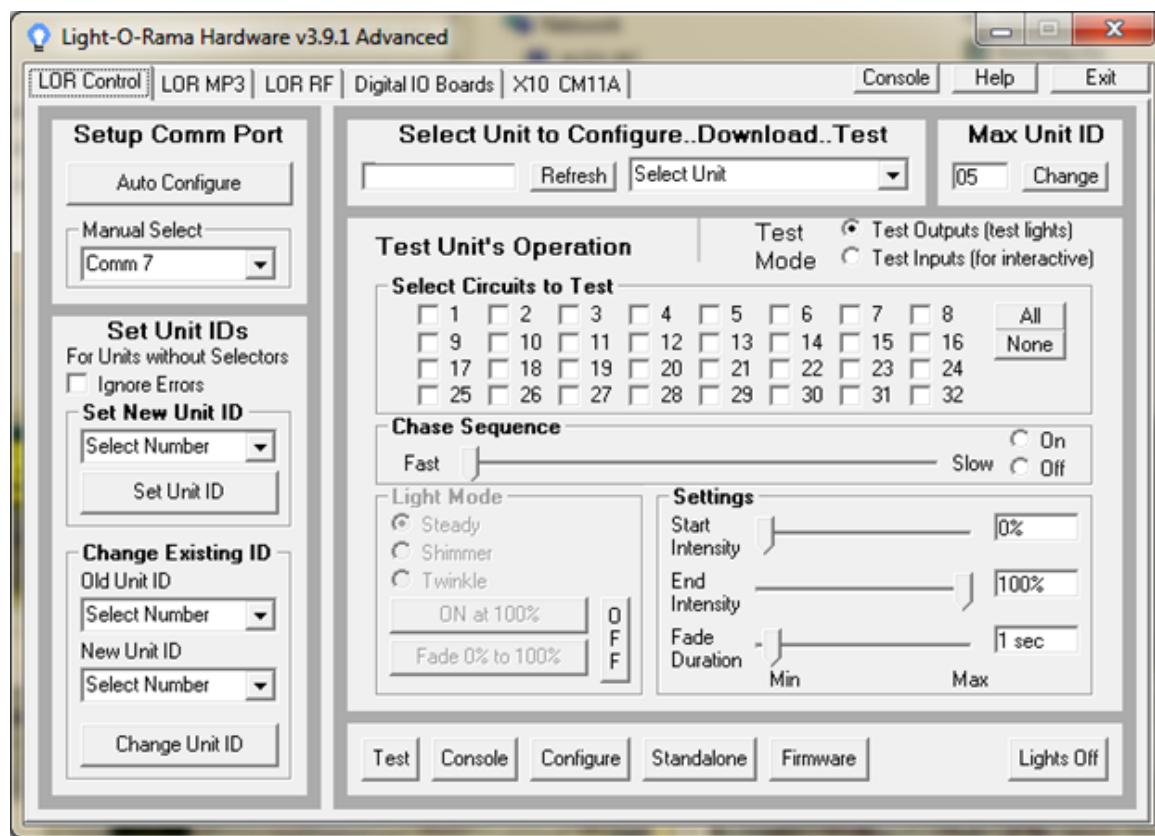 Light-O-Rama Hardware v3.9.1 Advanced
LOR Control LOR MP3 LOR RF Digital IO Boards X10 CM11A Console Help Exit
Setup Comm Port
Auto Configure
Manual Select
Comm 7
Set Unit IDs
For Units without Selectors
Ignore Errors
Set New Unit ID
Select Number
Set Unit ID
Change Existing ID
Old Unit ID
Select Number
New Unit ID
Select Number
Change Unit ID
Select Unit to Configure..Download..Test
Refresh Select Unit
Max Unit ID
05 Change
Test Unit's Operation
Test Mode
Test Outputs (test lights)
Test Inputs (for interactive)
Select Circuits to Test
1 2 3 4 5 6 7 8 All
9 10 11 12 13 14 15 16 None
17 18 19 20 21 22 23 24
25 26 27 28 29 30 31 32
Chase Sequence
Fast Slow
On
Off
Light Mode
Steady
Shimmer
Twinkle
ON at 100%
Fade 0% to 100%
OFF
Settings
Start Intensity 0%
End Intensity 100%
Fade Duration 1 sec
Min Max
Test Console Configure Standalone Firmware Lights Off